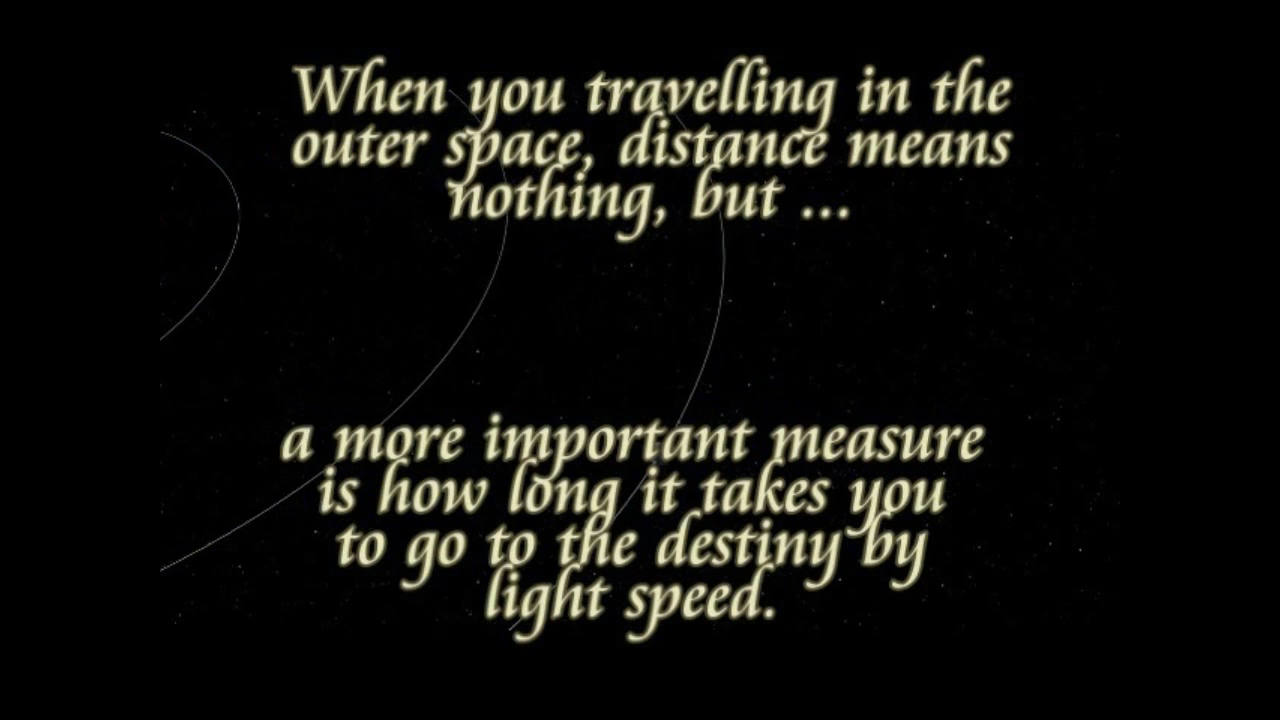 When you travelling in the
outer space, distance means
nothing, but ...
a more important measure
is how long it takes you
to go to the destiny by
light speed.